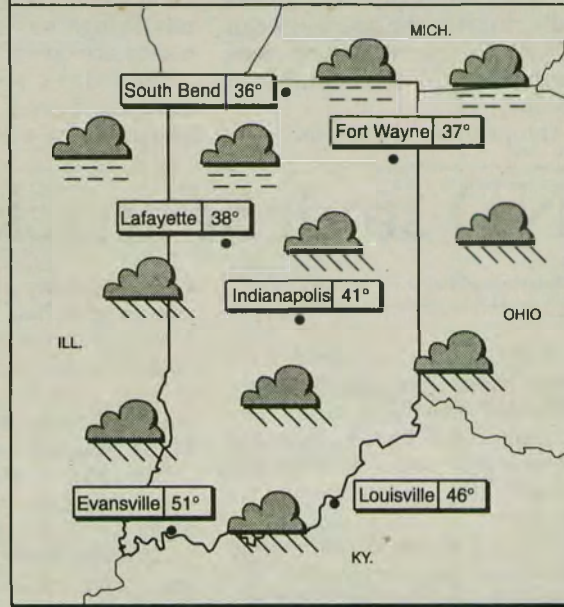 MICH.
South Bend 36°
Fort Wayne 37°
Lafayette 38°
Indianapolis 41°
OHIO
ILL.
Evansville 51°
Louisville 46°
KY.